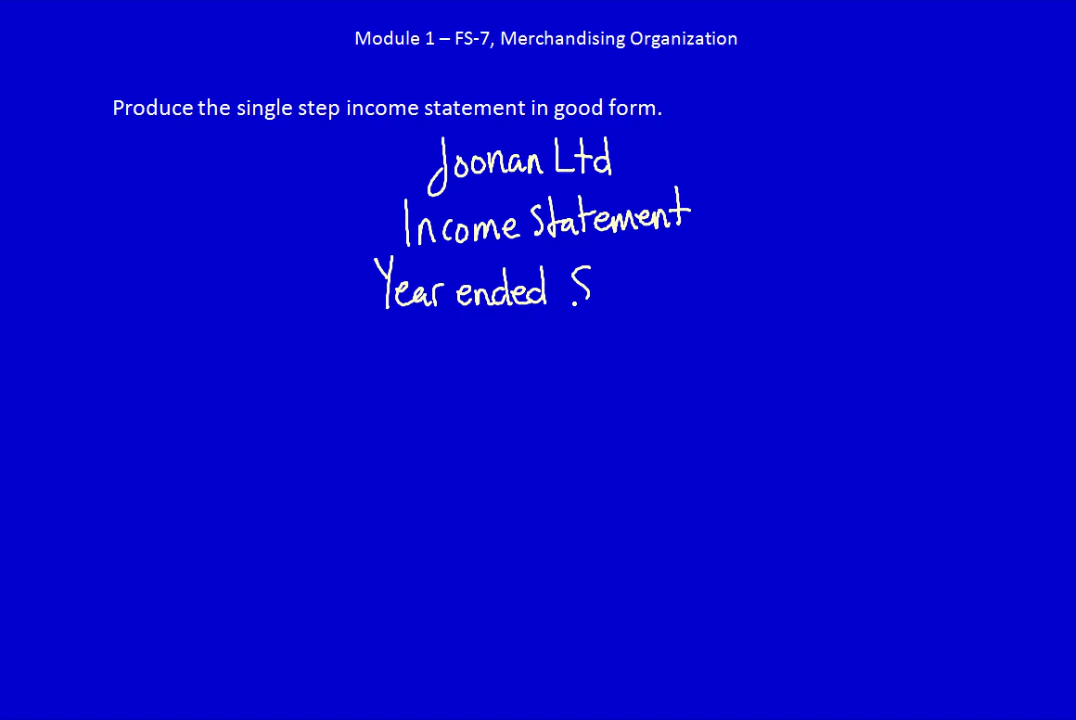 Module 1 – FS-7, Merchandising Organization
Produce the single step income statement in good form.
Joonan Ltd
Income Statement
Year ended S